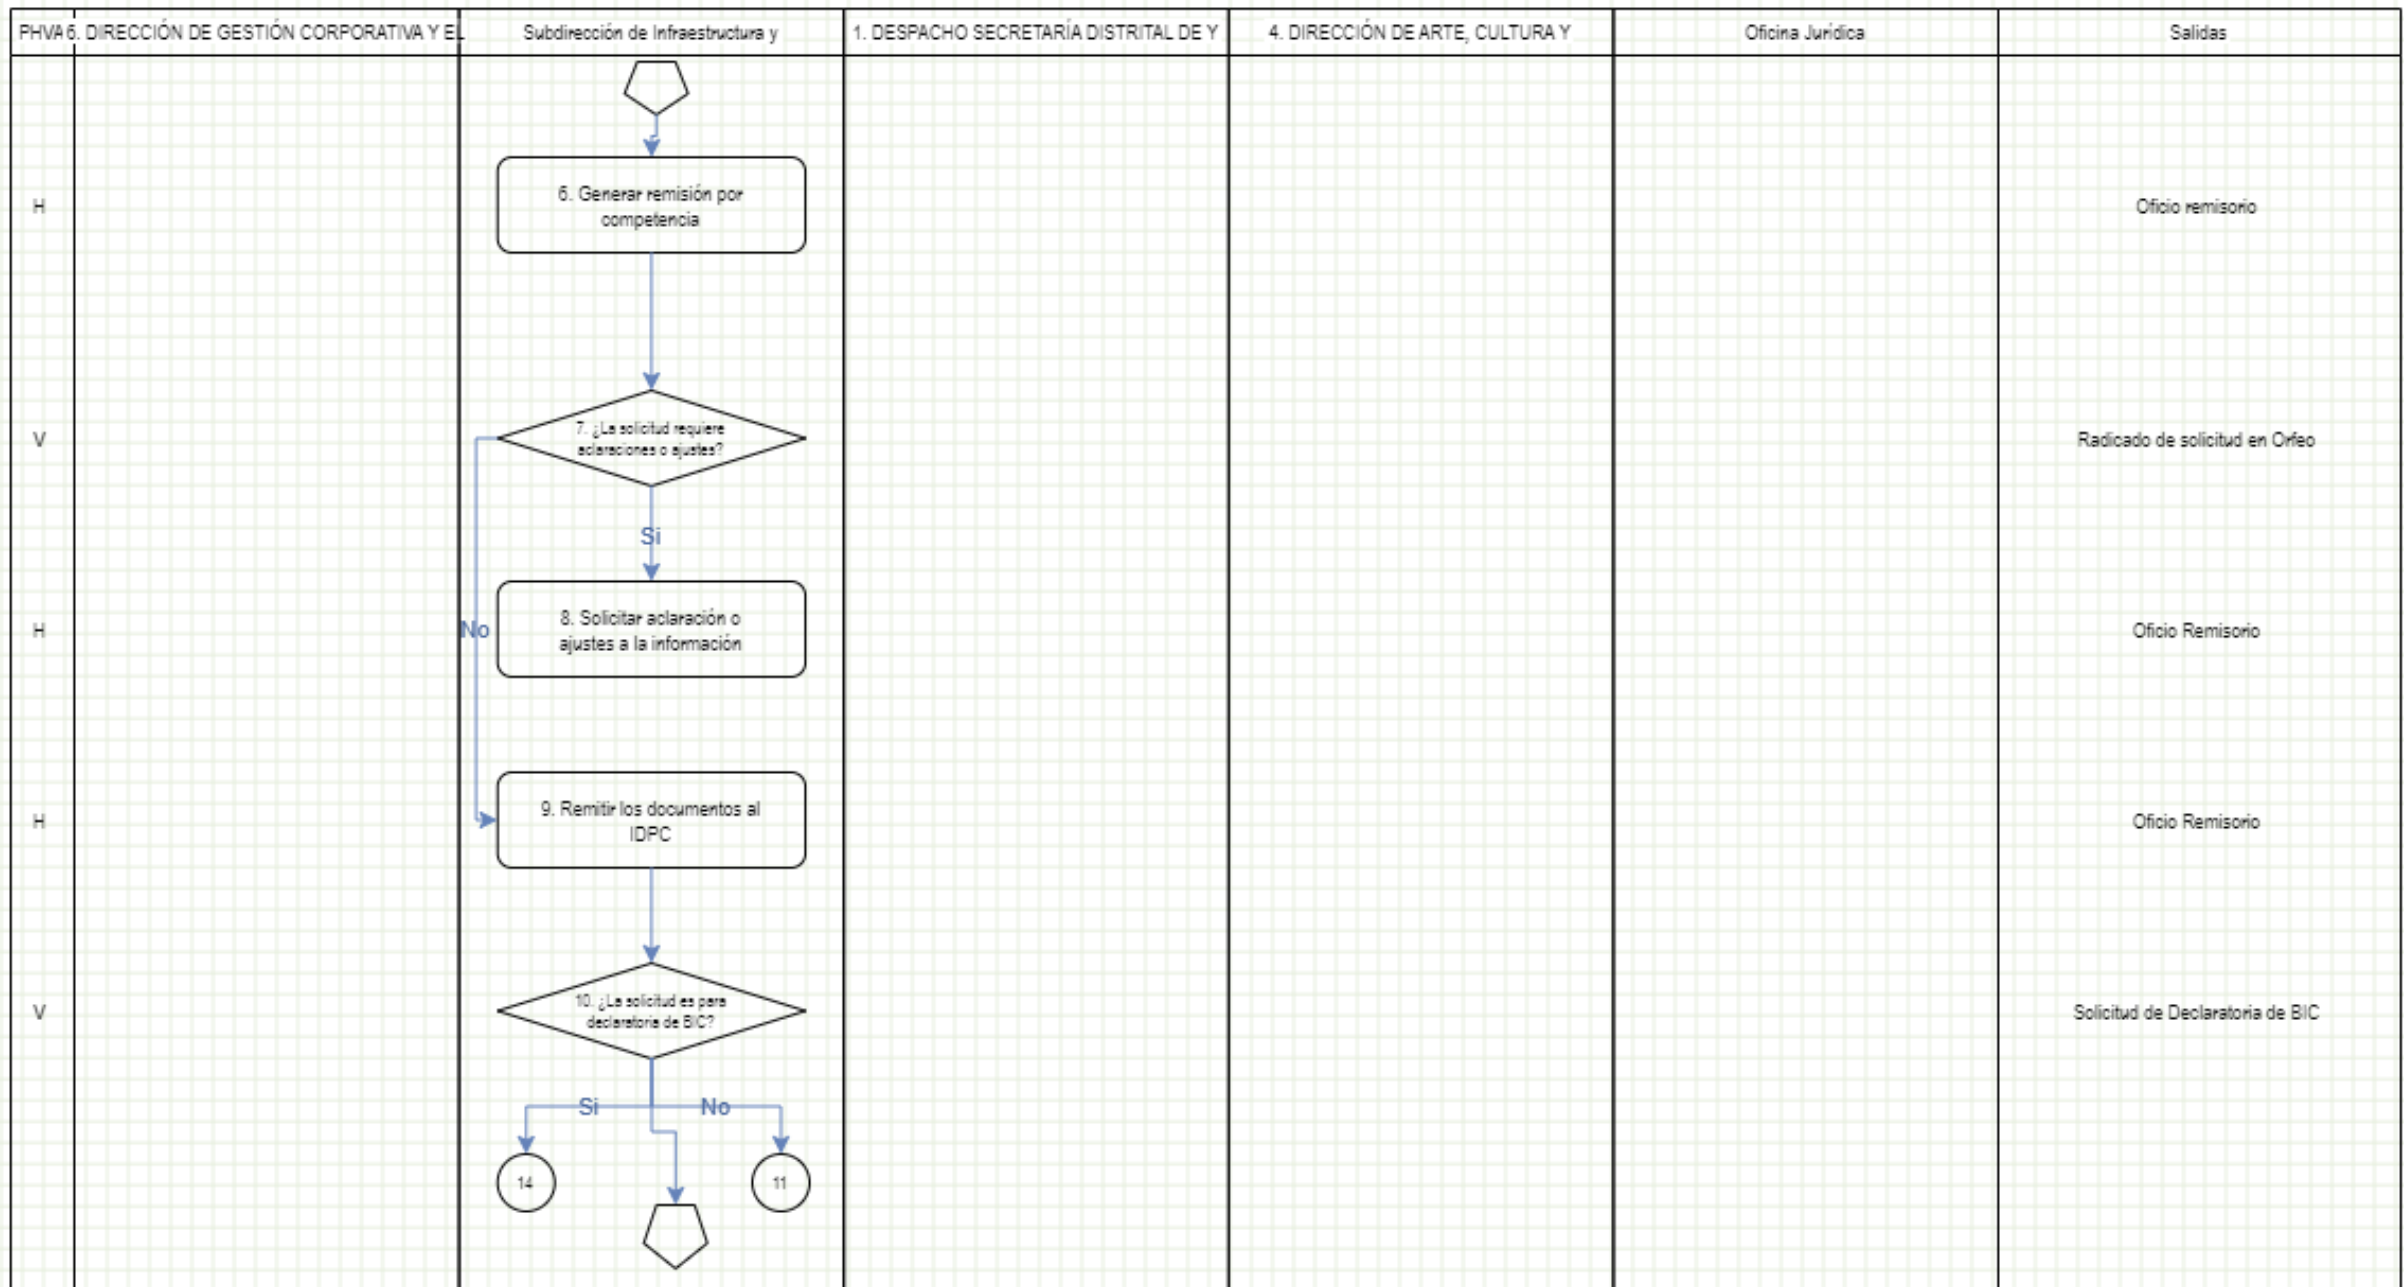 PHVA 6. DIRECCIÓN DE GESTIÓN CORPORATIVA Y EL
Subdirección de Infraestructura y
1. DESPACHO SECRETARÍA DISTRITAL DE Y
4. DIRECCIÓN DE ARTE, CULTURA Y
Oficina Jurídica
Salidas
H
6. Generar remisión por
competencia
Oficio remisorio
V
7. ¿La solicitud requiere
aclaraciones o ajustes?
Radicado de solicitud en Orfeo
Si
H
No
8. Solicitar aclaración o
ajustes a la información
Oficio Remisorio
H
9. Remitir los documentos al
IDPC
Oficio Remisorio
V
10. ¿La solicitud es para
declaratoria de BIC?
Solicitud de Declaratoria de BIC
Si
No
14
11